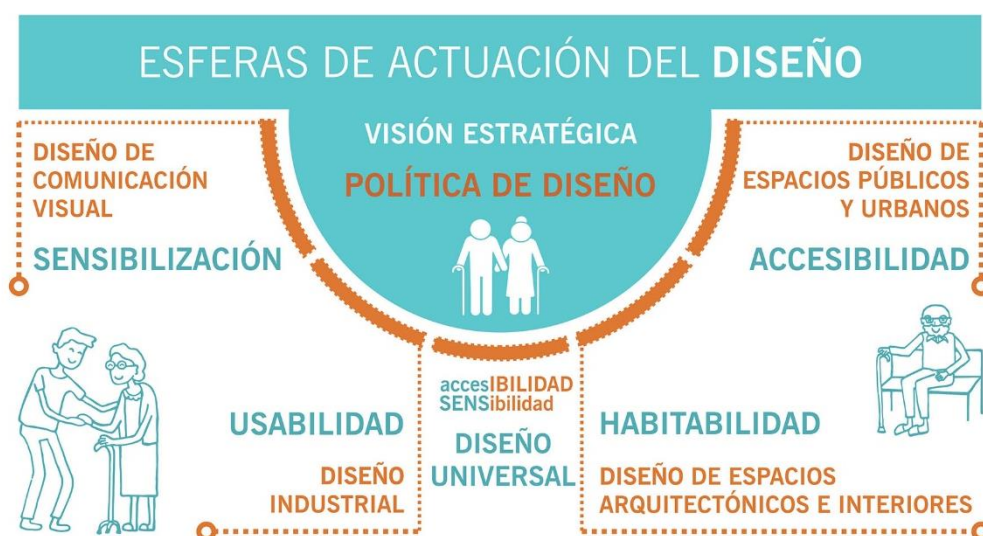 ESFERAS DE ACTUACIÓN DEL DISEÑO
VISIÓN ESTRATÉGICA
POLÍTICA DE DISEÑO
DISEÑO DE
COMUNICACIÓN
VISUAL
SENSIBILIZACIÓN
DISEÑO DE
ESPACIOS PÚBLICOS
Y URBANOS
ACCESIBILIDAD
USABILIDAD
DISEÑO
INDUSTRIAL
accesIBILIDAD
SENSibilidad
DISEÑO
UNIVERSAL
HABITABILIDAD
DISEÑO DE ESPACIOS
ARQUITECTÓNICOS E INTERIORES